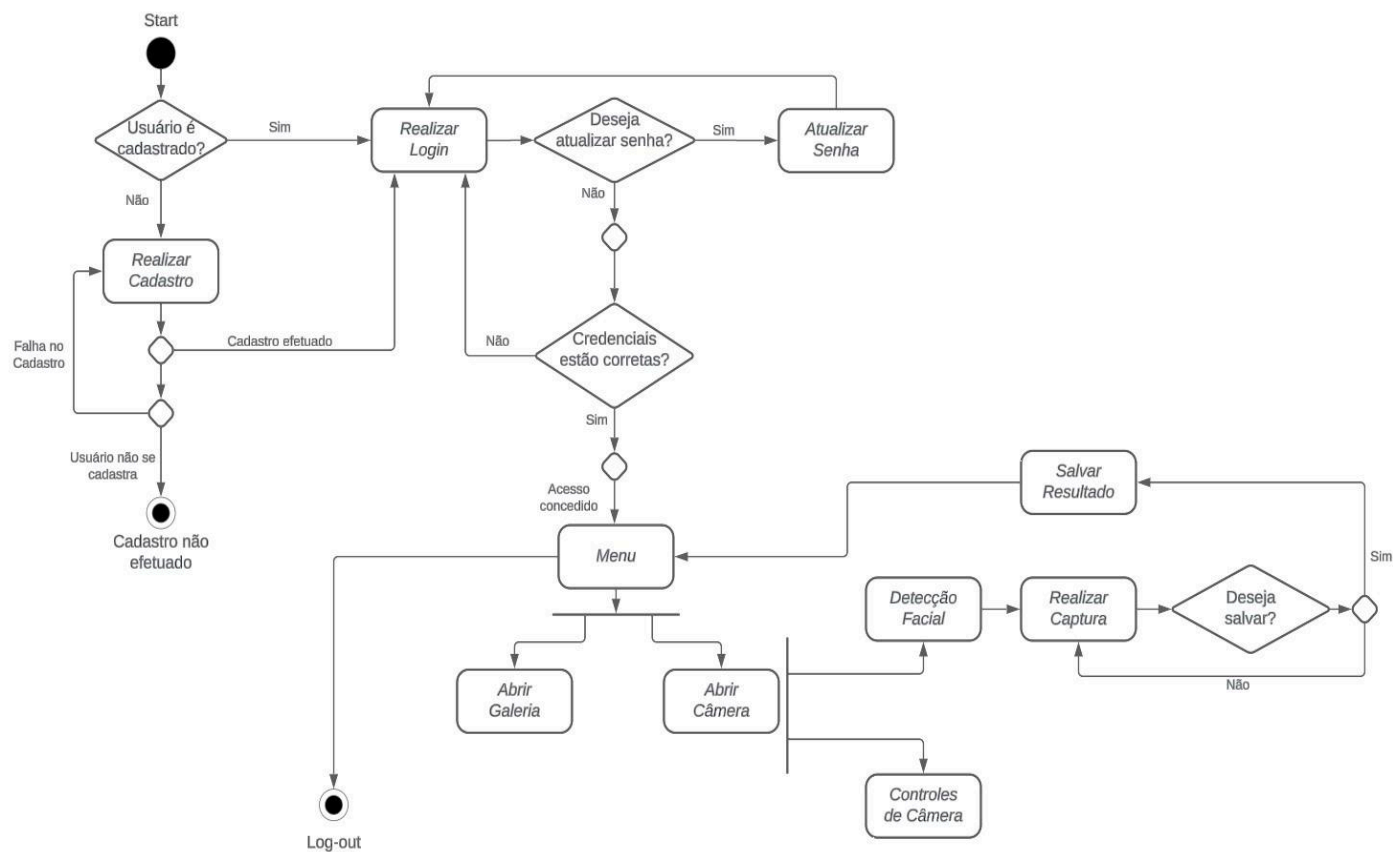 Start
Usuário é
cadastrado?
Sim
Realizar
Login
Deseja
atualizar senha?
Sim
Atualizar
Senha
Não
Não
Realizar
Cadastro
Falha no
Cadastro
Cadastro efetuado
Não
Credenciais
estão corretas?
Sim
Usuário não se
cadastra
Cadastro não
efetuado
Acesso
concedido
Salvar
Resultado
Menu
Sim
Detecção
Facial
Realizar
Captura
Deseja
salvar?
Não
Abrir
Galeria
Abrir
Câmera
Controles
de Câmera
Log-out